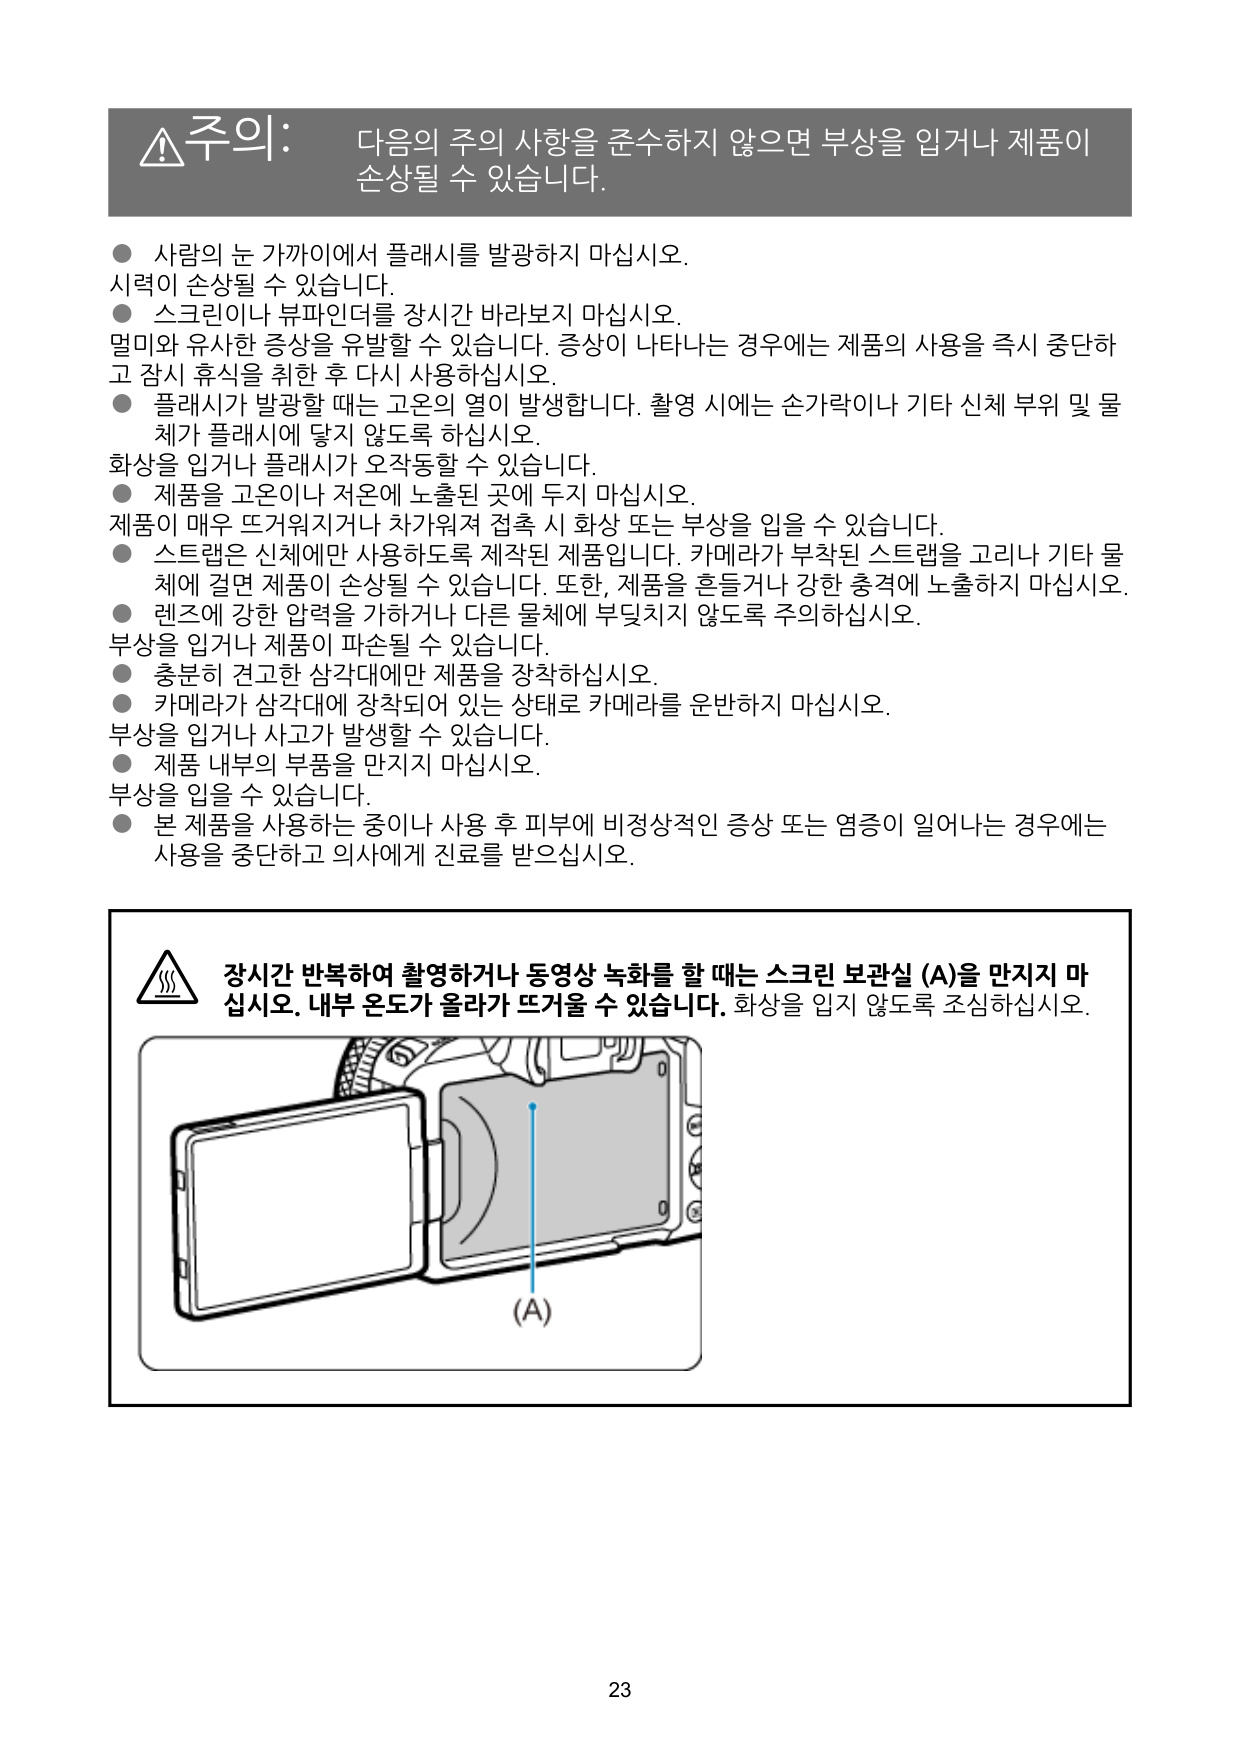 ⚠주의:
다음의 주의 사항을 준수하지 않으면 부상을 입거나 제품이
손상될 수 있습니다.
● 사람의 눈 가까이에서 플래시를 발광하지 마십시오.
시력이 손상될 수 있습니다.
● 스크린이나 뷰파인더를 장시간 바라보지 마십시오.
멀미와 유사한 증상을 유발할 수 있습니다. 증상이 나타나는 경우에는 제품의 사용을 즉시 중단하
고 잠시 휴식을 취한 후 다시 사용하십시오.
● 플래시가 발광할 때는 고온의 열이 발생합니다. 촬영 시에는 손가락이나 기타 신체 부위 및 물
체가 플래시에 닿지 않도록 하십시오.
화상을 입거나 플래시가 오작동할 수 있습니다.
● 제품을 고온이나 저온에 노출된 곳에 두지 마십시오.
제품이 매우 뜨거워지거나 차가워져 접촉 시 화상 또는 부상을 입을 수 있습니다.
● 스트랩은 신체에만 사용하도록 제작된 제품입니다. 카메라가 부착된 스트랩을 고리나 기타 물
체에 걸면 제품이 손상될 수 있습니다. 또한, 제품을 흔들거나 강한 충격에 노출하지 마십시오.
● 렌즈에 강한 압력을 가하거나 다른 물체에 부딪치지 않도록 주의하십시오.
부상을 입거나 제품이 파손될 수 있습니다.
● 충분히 견고한 삼각대에만 제품을 장착하십시오.
● 카메라가 삼각대에 장착되어 있는 상태로 카메라를 운반하지 마십시오.
부상을 입거나 사고가 발생할 수 있습니다.
● 제품 내부의 부품을 만지지 마십시오.
부상을 입을 수 있습니다.
● 본 제품을 사용하는 중이나 사용 후 피부에 비정상적인 증상 또는 염증이 일어나는 경우에는
사용을 중단하고 의사에게 진료를 받으십시오.
장시간 반복하여 촬영하거나 동영상 녹화를 할 때는 스크린 보관실 (A)을 만지지 마
십시오. 내부 온도가 올라가 뜨거울 수 있습니다. 화상을 입지 않도록 조심하십시오.
(A)
23